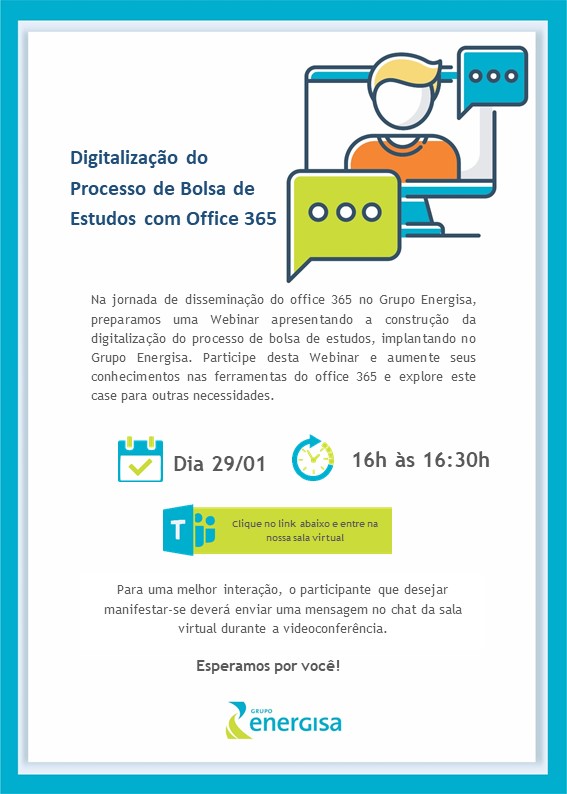 Digitalização do
Processo de Bolsa de
Estudos com Office 365
Na jornada de disseminação do office 365 no Grupo Energisa,
preparamos uma Webinar apresentando a construção da
digitalização do processo de bolsa de estudos, implantando no
Grupo Energisa. Participe desta Webinar e aumente seus
conhecimentos nas ferramentas do office 365 e explore este
case para outras necessidades.
Dia 29/01
16h às 16:30h
T
Clique no link abaixo e entre na
nossa sala virtual
Para uma melhor interação, o participante que desejar
manifestar-se deverá enviar uma mensagem no chat da sala
virtual durante a videoconferência.
Esperamos por você!
GRUPO
energisa